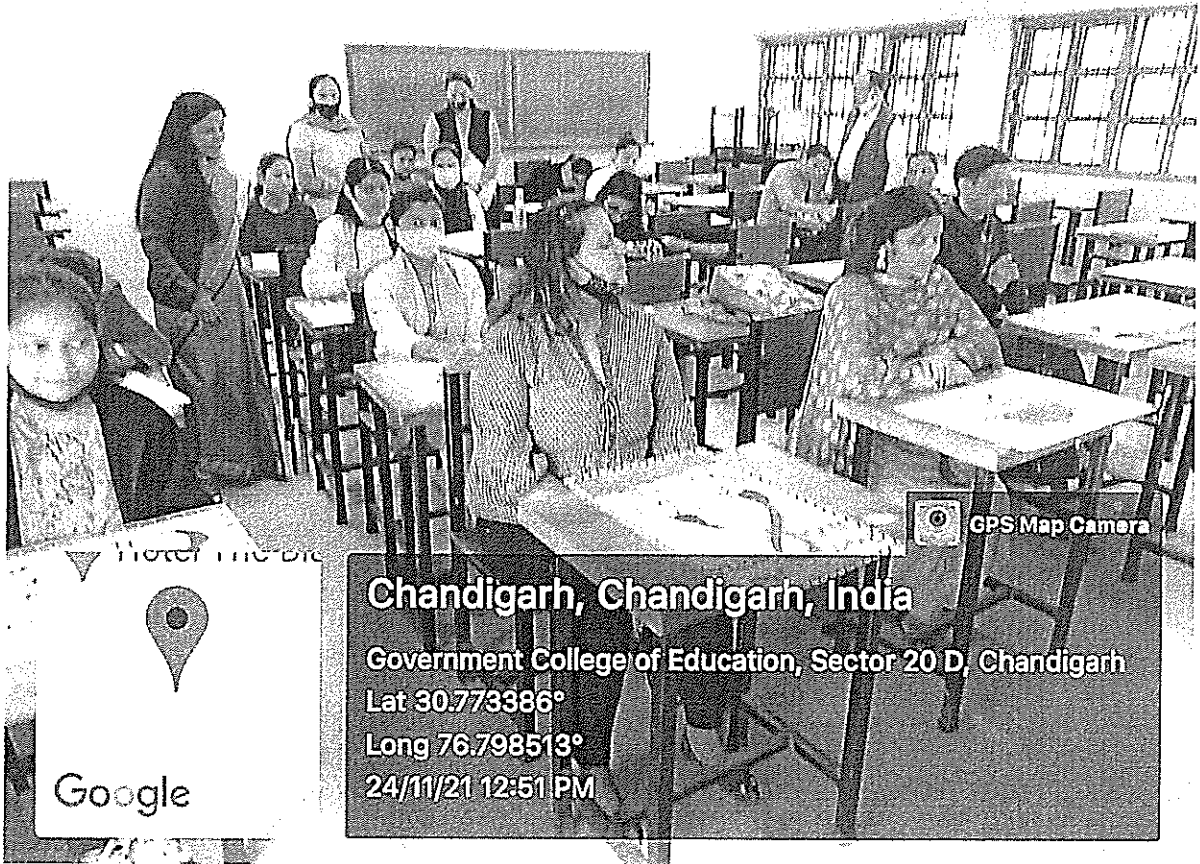 GPS Map Camera
Chandigarh, Chandigarh, India
Government College of Education, Sector 20 D, Chandigarh
Lat 30.773386°
Long 76.798513°
24/11/21 12:51 PM
Google